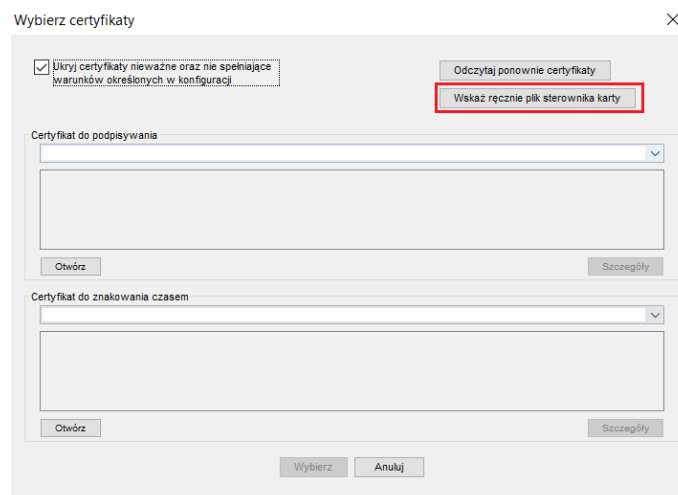 Wybierz certyfikaty
Ukryj certyfikaty nieważne oraz nie spełniające
warunków określonych w konfiguracji
Odczytaj ponownie certyfikaty
Wskaż ręcznie plik sterownika karty
Certyfikat do podpisywania
Otwórz
Szczegóły
Certyfikat do znakowania czasem
Otwórz
Szczegóły
Wybierz
Anuluj